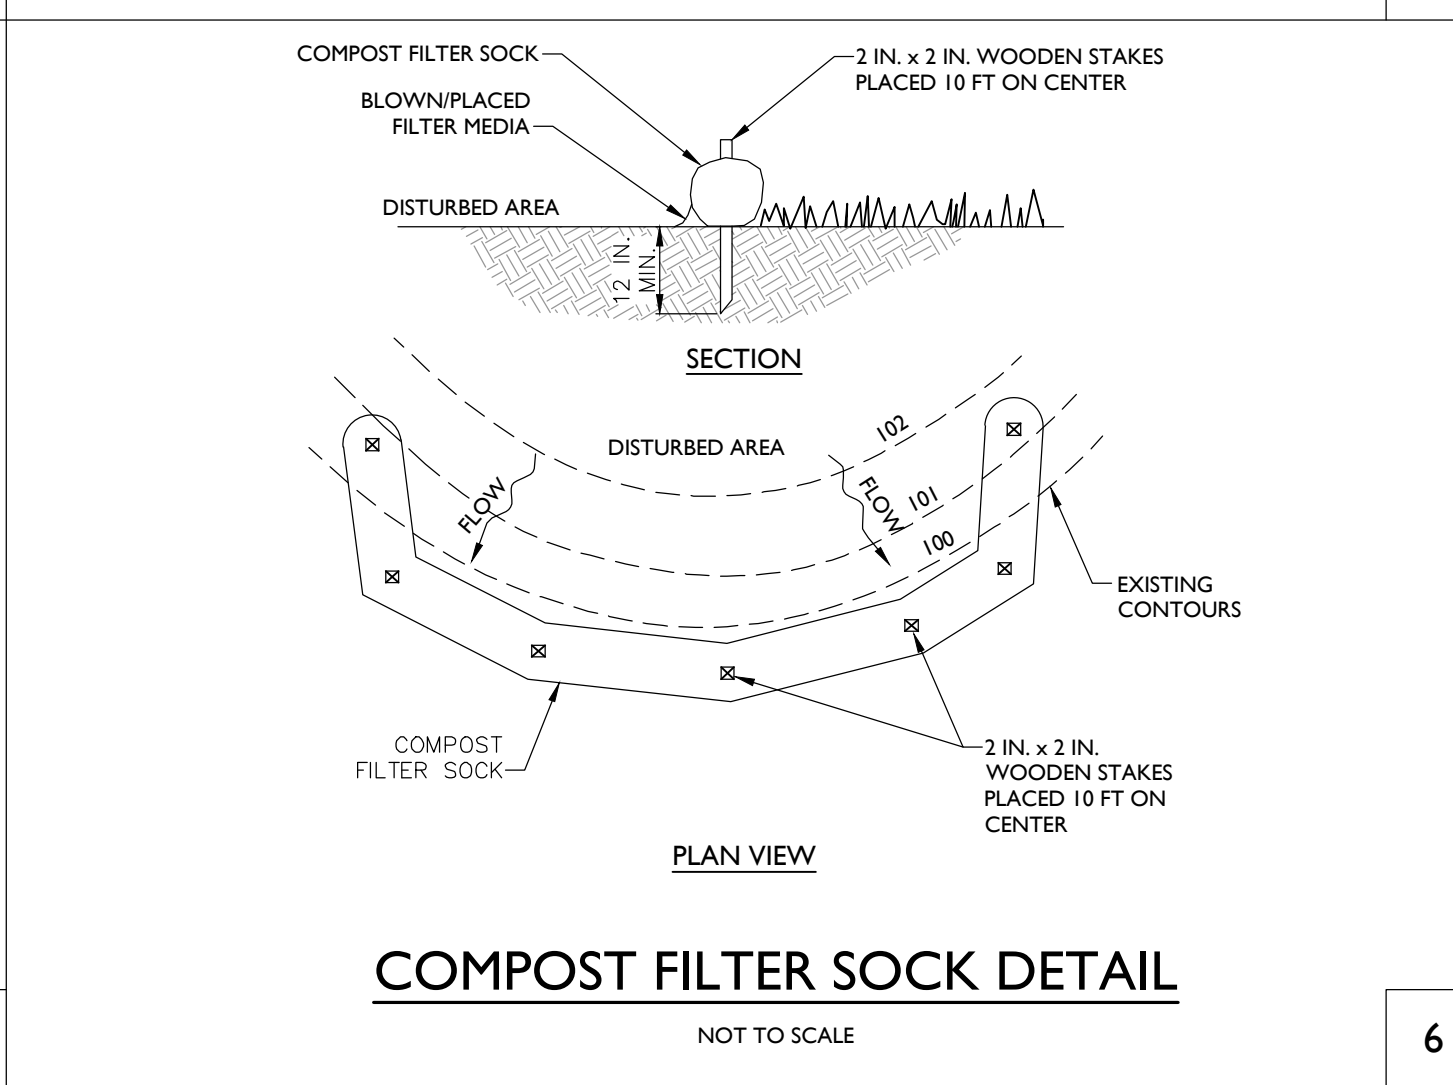 COMPOST FILTER SOCK
2 IN. x 2 IN. WOODEN STAKES
PLACED 10 FT ON CENTER
BLOWN/PLACED
FILTER MEDIA
DISTURBED AREA
12 IN.
MIN.
SECTION
102
DISTURBED AREA
FLOW
FLOW
101
100
EXISTING
CONTOURS
COMPOST
FILTER SOCK
2 IN. x 2 IN.
WOODEN STAKES
PLACED 10 FT ON
CENTER
PLAN VIEW
COMPOST FILTER SOCK DETAIL
NOT TO SCALE
6